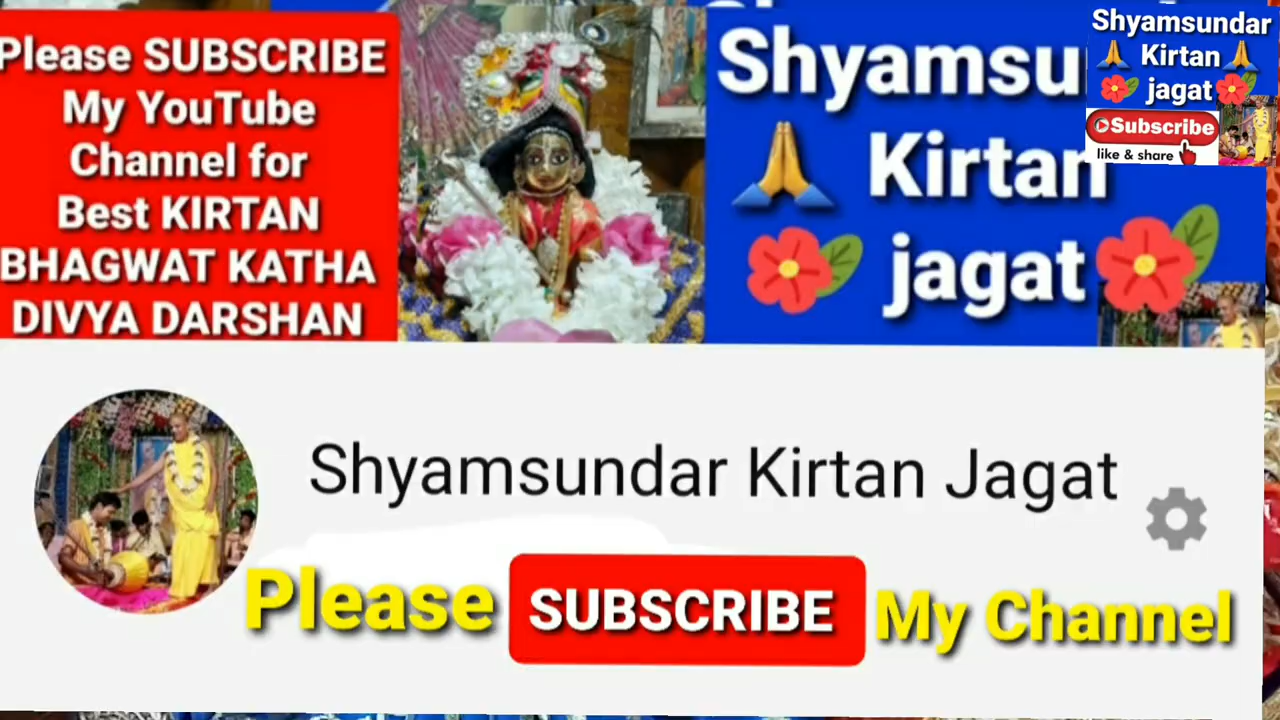 Please SUBSCRIBE
My YouTube
Channel for
Best KIRTAN
BHAGWAT KATHA
DIVYA DARSHAN
Shyamsu
🙏 Kirtan
🌺 jagat 🌺
Shyamsundar
🙏 Kirtan 🙏
🌺 jagat 🌺
Subscribe
like & share
Shyamsundar Kirtan Jagat
Please SUBSCRIBE My Channel